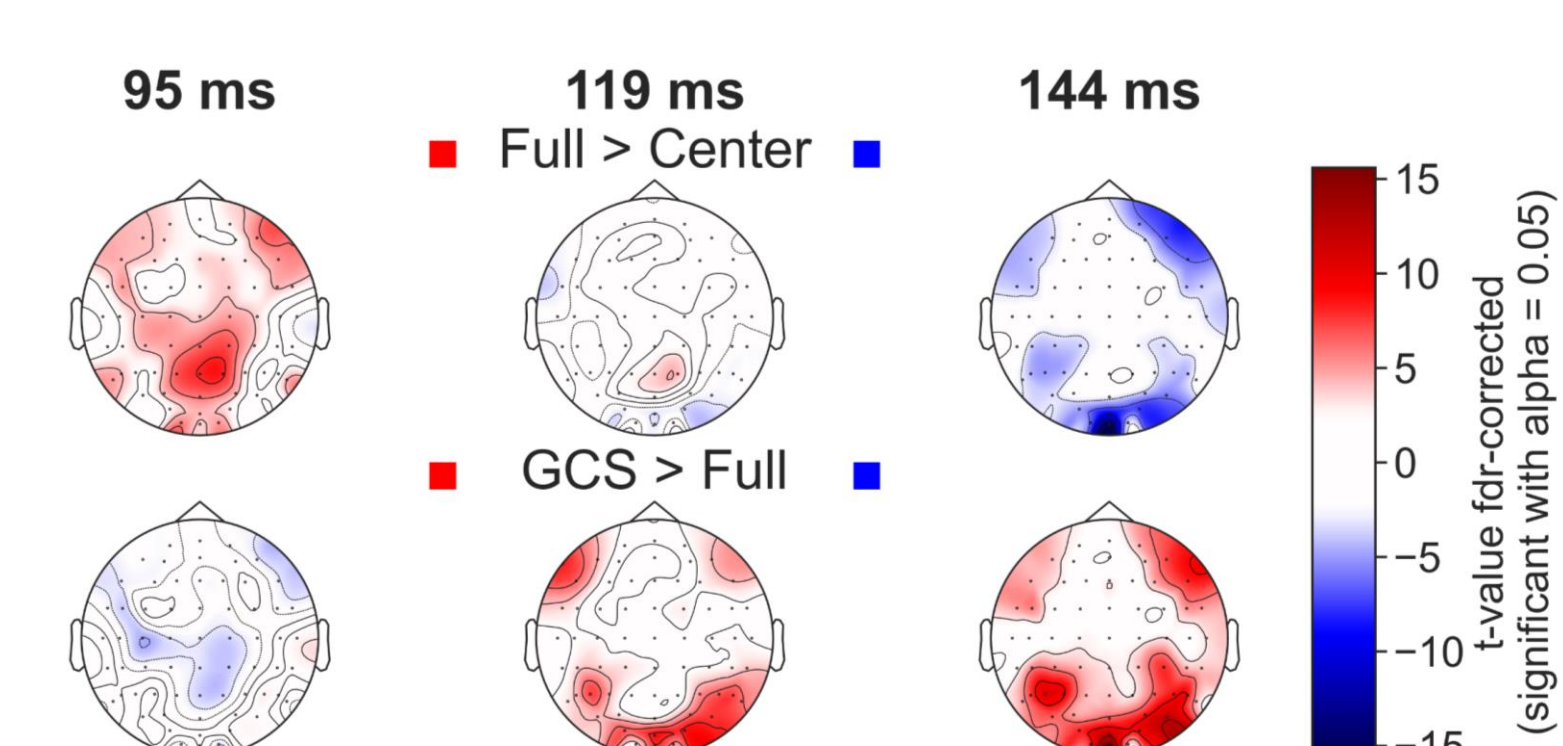 95 ms
119 ms
144 ms
Full > Center
GCS > Full
15
10
5
0
−5
−10
−15
t-value fdr-corrected
(significant with alpha = 0.05)